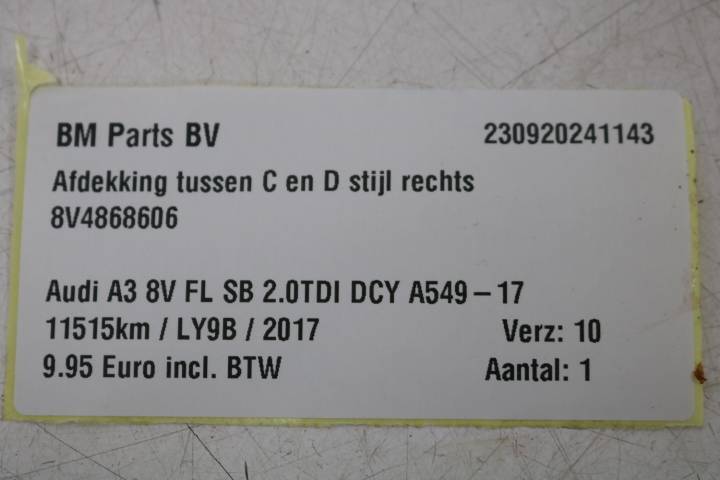 BM Parts BV 230920241143
Afdekking tussen C en D stijl rechts
8V4868606
Audi A3 8V FL SB 2.0TDI DCY A549 – 17
11515km / LY9B / 2017 Verz: 10
9.95 Euro incl. BTW Aantal: 1